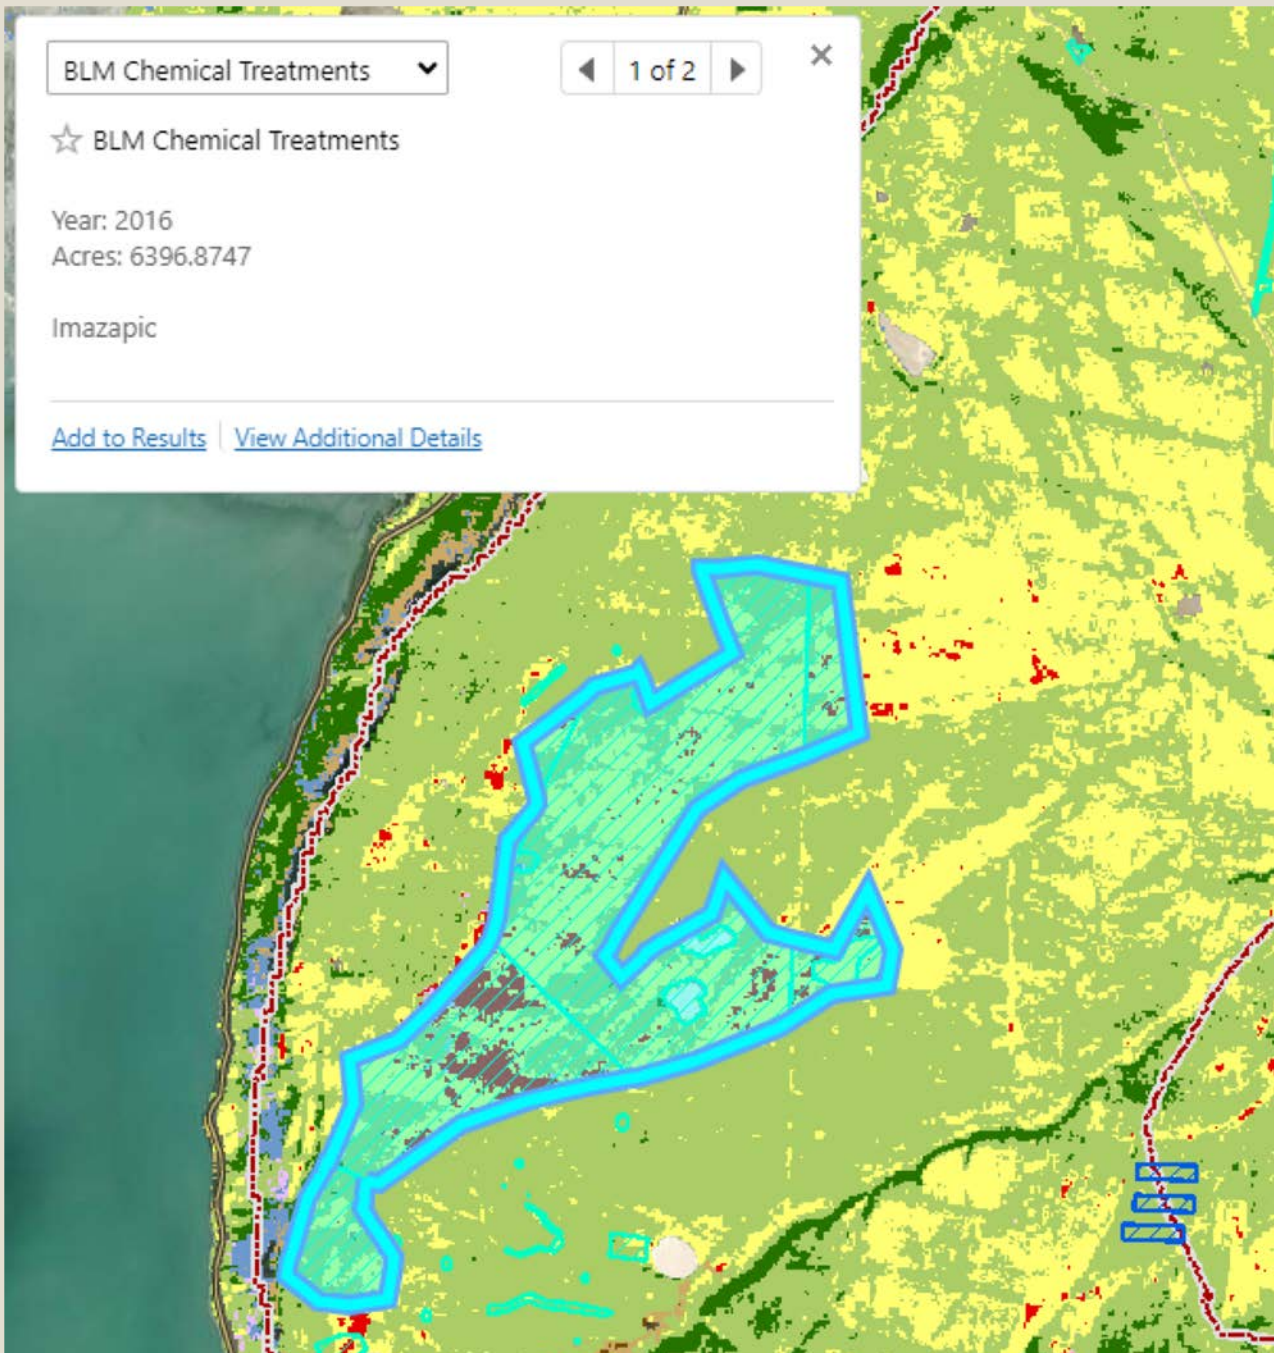 BLM Chemical Treatments
1 of 2
BLM Chemical Treatments
Year: 2016
Acres: 6396.8747
Imazapic
Add to Results
View Additional Details